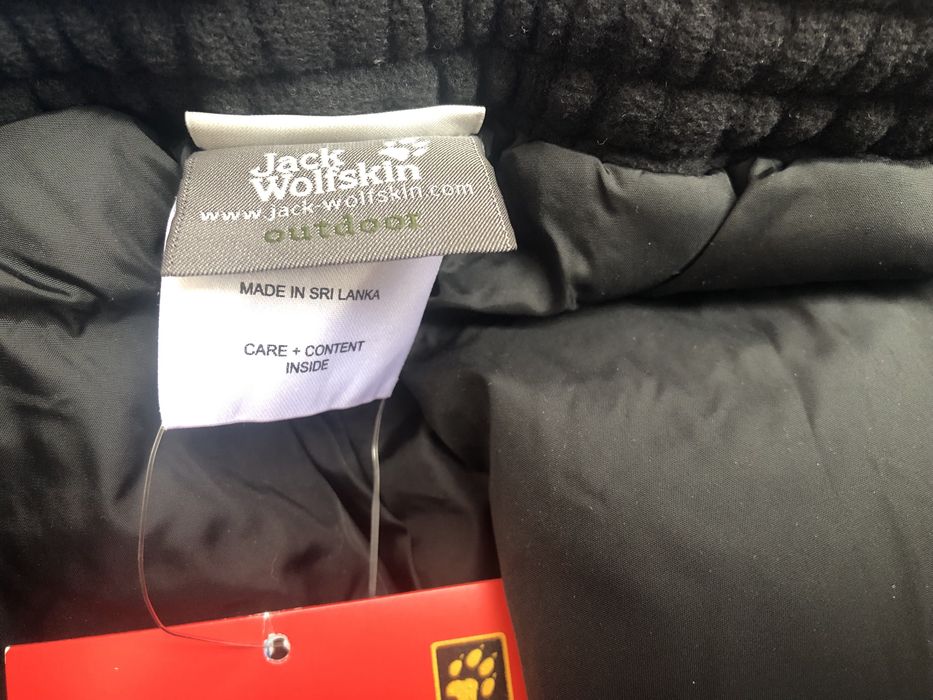 Jack
Wolfskin
www.jack-wolfskin.com
outdoor
MADE IN SRI LANKA
CARE + CONTENT
INSIDE